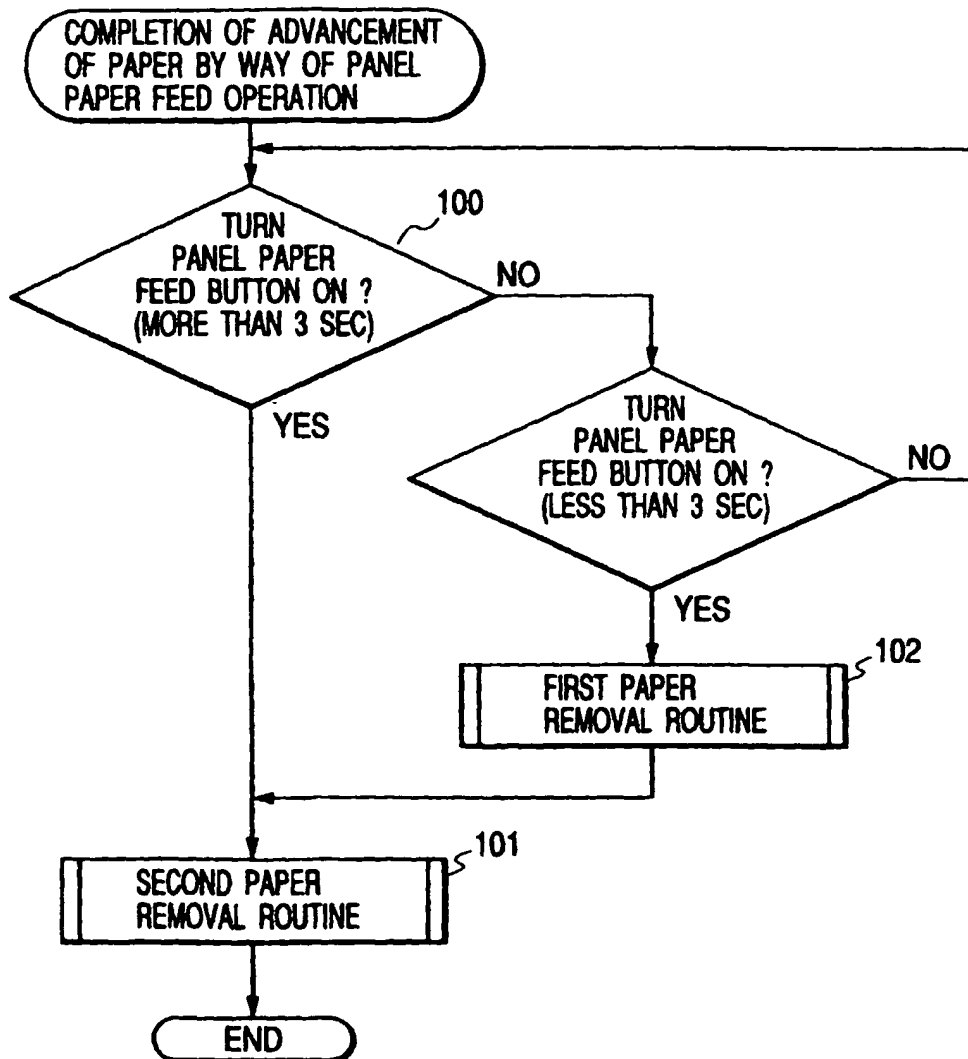 COMPLETION OF ADVANCEMENT
OF PAPER BY WAY OF PANEL
PAPER FEED OPERATION
100
TURN
PANEL PAPER
FEED BUTTON ON ?
(MORE THAN 3 SEC)
NO
YES
TURN
PANEL PAPER
FEED BUTTON ON ?
(LESS THAN 3 SEC)
NO
YES
102
FIRST PAPER
REMOVAL ROUTINE
101
SECOND PAPER
REMOVAL ROUTINE
END